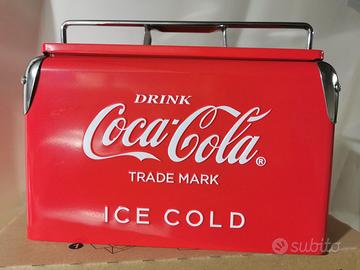 DRINK
Coca-Cola®
TRADE MARK
ICE COLD
subito